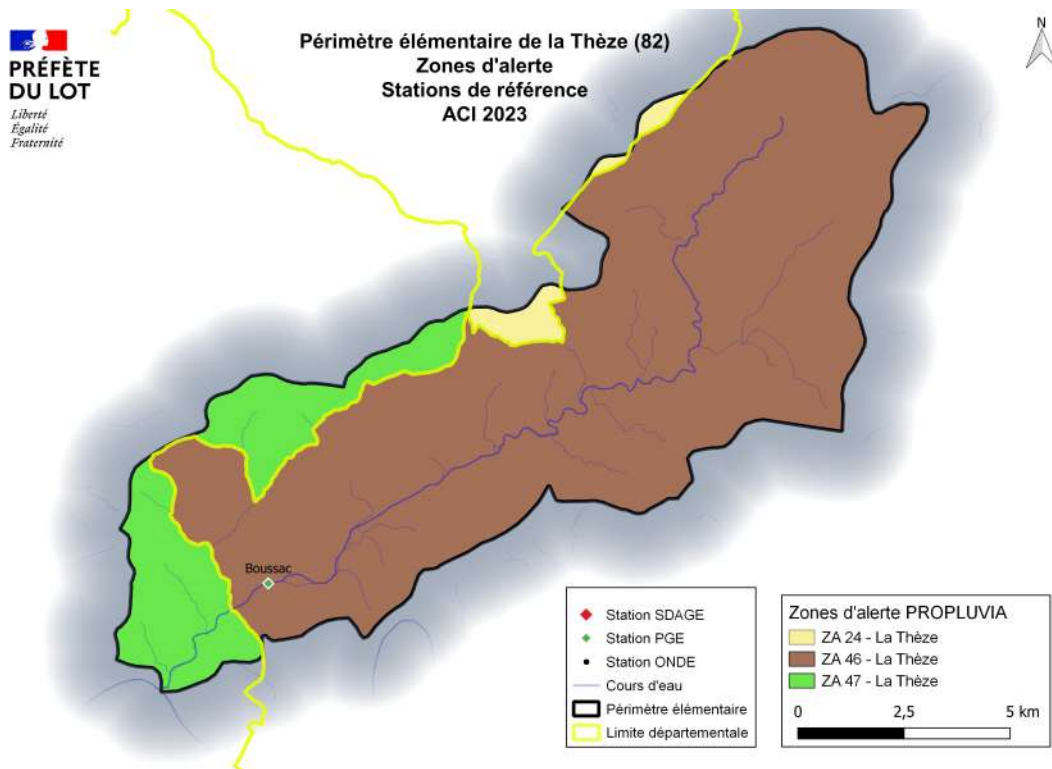 PRÉFÈTE
DU LOT
Liberté
Égalité
Fraternité
Périmètre élémentaire de la Thèze (82)
Zones d'alerte
Stations de référence
ACI 2023
N
Boussac
Station SDAGE
Station PGE
Station ONDE
Cours d'eau
Périmètre élémentaire
Limite départementale
Zones d'alerte PROPLUVIA
ZA 24 - La Thèze
ZA 46 - La Thèze
ZA 47 - La Thèze
0 2,5 5 km